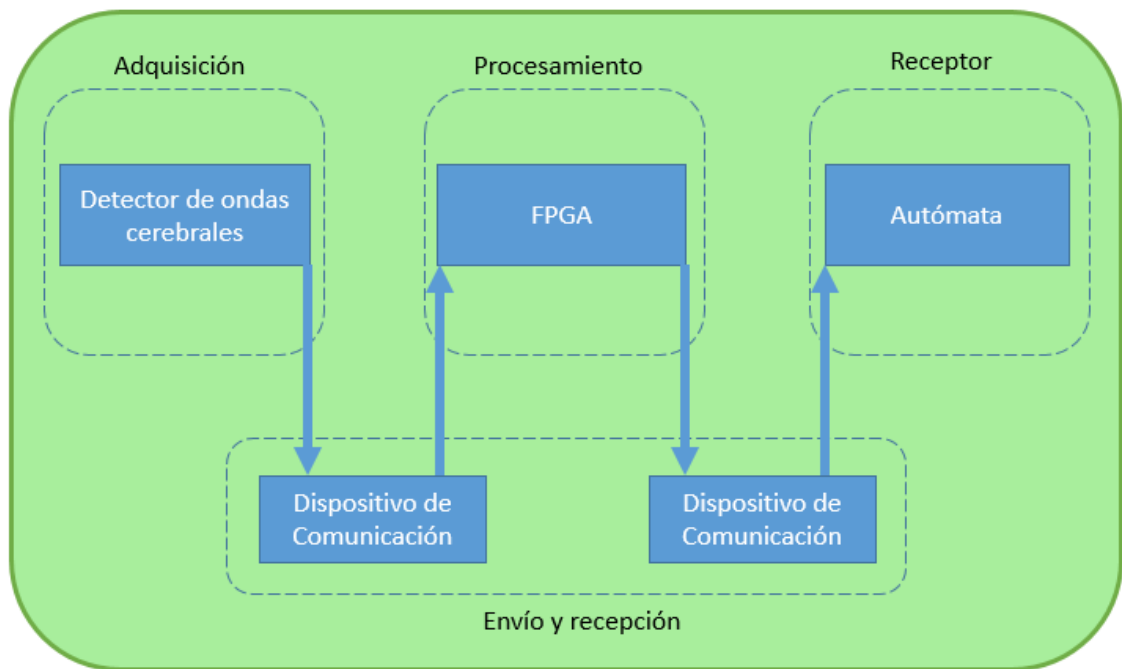 Adquisición
Procesamiento
Receptor
Detector de ondas
cerebrales
FPGA
Autómata
Dispositivo de
Comunicación
Dispositivo de
Comunicación
Envío y recepción